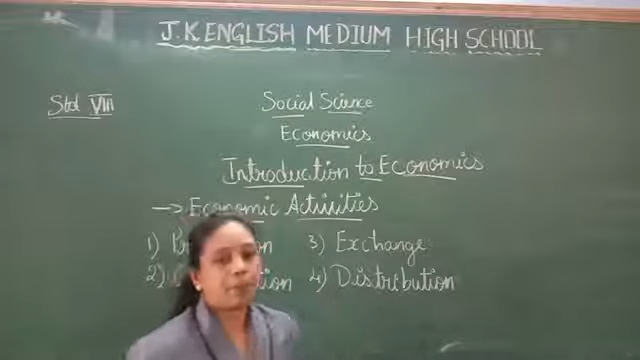 J.K ENGLISH MEDIUM HIGH SCHOOL
Std VIII
Social Science
Economics
Introduction to Economics
→ Economic Activities
1) 3) Exchange
2) 4) Distribution